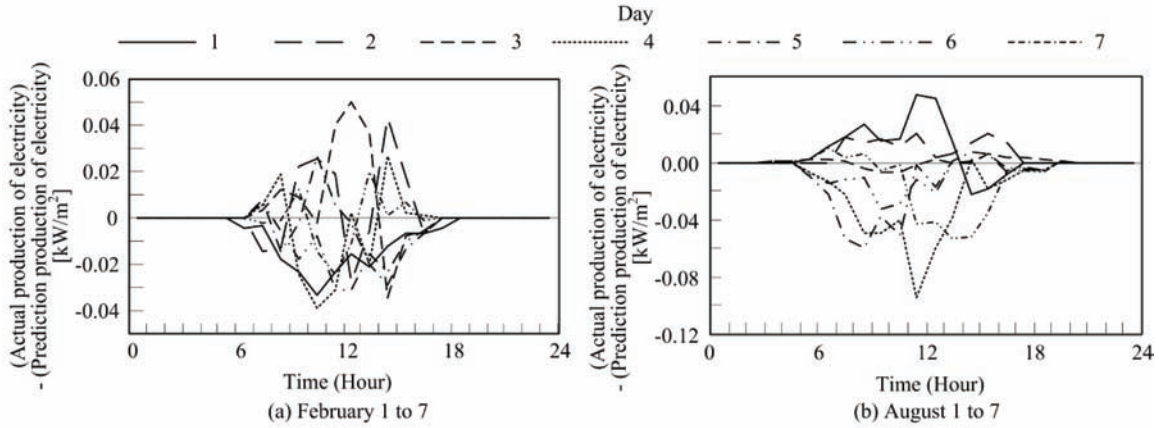 Day
1 2 3 4 5 6 7
(Actual production of electricity)
- (Prediction production of electricity)
[kW/m²]
0.06
0.04
0.02
0
-0.02
-0.04
0 6 12 18 24
Time (Hour)
(a) February 1 to 7
(Actual production of electricity)
- (Prediction production of electricity)
[kW/m²]
0.04
0.00
-0.04
-0.08
-0.12
0 6 12 18 24
Time (Hour)
(b) August 1 to 7